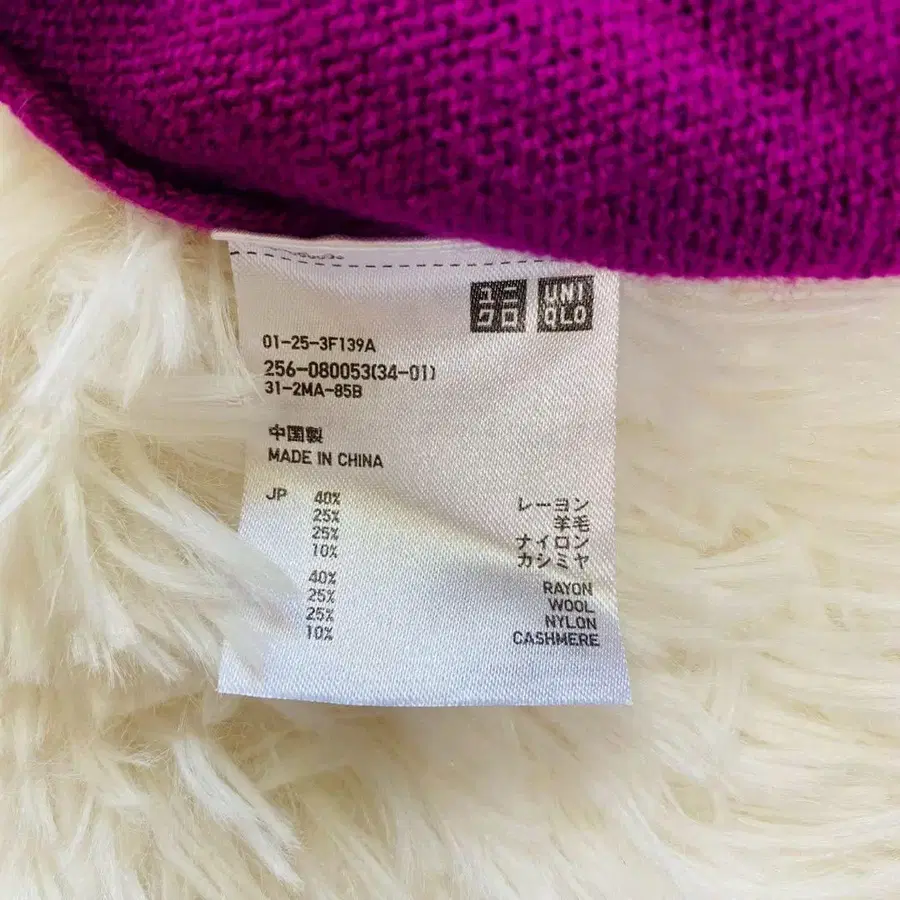 ユニ
クロ
UNI
QLO
01-25-3F139A
256-080053(34-01)
31-2MA-85B
中国製
MADE IN CHINA
JP 40% レーヨン
25% 羊毛
25% ナイロン
10% カシミヤ
40% RAYON
25% WOOL
25% NYLON
10% CASHMERE